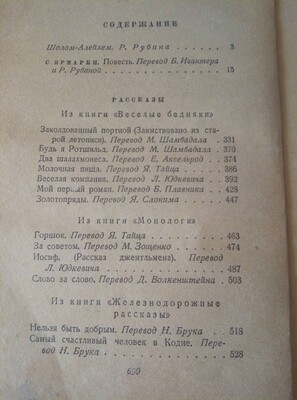 СОДЕРЖАНИЕ
Шолом-Алейхем. Р. Рубина . . . . . . 3
С ЯРМАРКИ. Повесть. Перевод Б. Ивантера
и Р. Рубиной . . . . . . . . . . 15
РАССКАЗЫ
Из книги «Веселые бедняки»
Заколдованный портной (Заимствовано из ста-
рой летописи). Перевод М. Шамбадала . 331
Будь я Ротшильд. Перевод М. Шамбадала . 370
Два шалахмонеса. Перевод Е. Аксельрод . . 374
Молочная пища. Перевод Я. Тайца . . . . 386
Веселая компания. Перевод Л. Юдкевича . . 392
Мой первый роман. Перевод Б. Плавника . . 428
Золотопряды. Перевод Я. Слонима . . . . 447
Из книги «Монологи»
Горшок. Перевод Я. Тайца . . . . . . 463
За советом. Перевод М. Зощенко . . . . 474
Иосиф. (Рассказ джентльмена). Перевод
Л. Юдкевича . . . . . . . . . . 487
Слово за слово. Перевод Д. Волкенштейна . 503
Из книги «Железнодорожные
рассказы»
Нельзя быть добрым. Перевод Н. Брука . . 518
Самый счастливый человек в Кодне. Пере-
вод Н. Брука . . . . . . . . . . 528
600